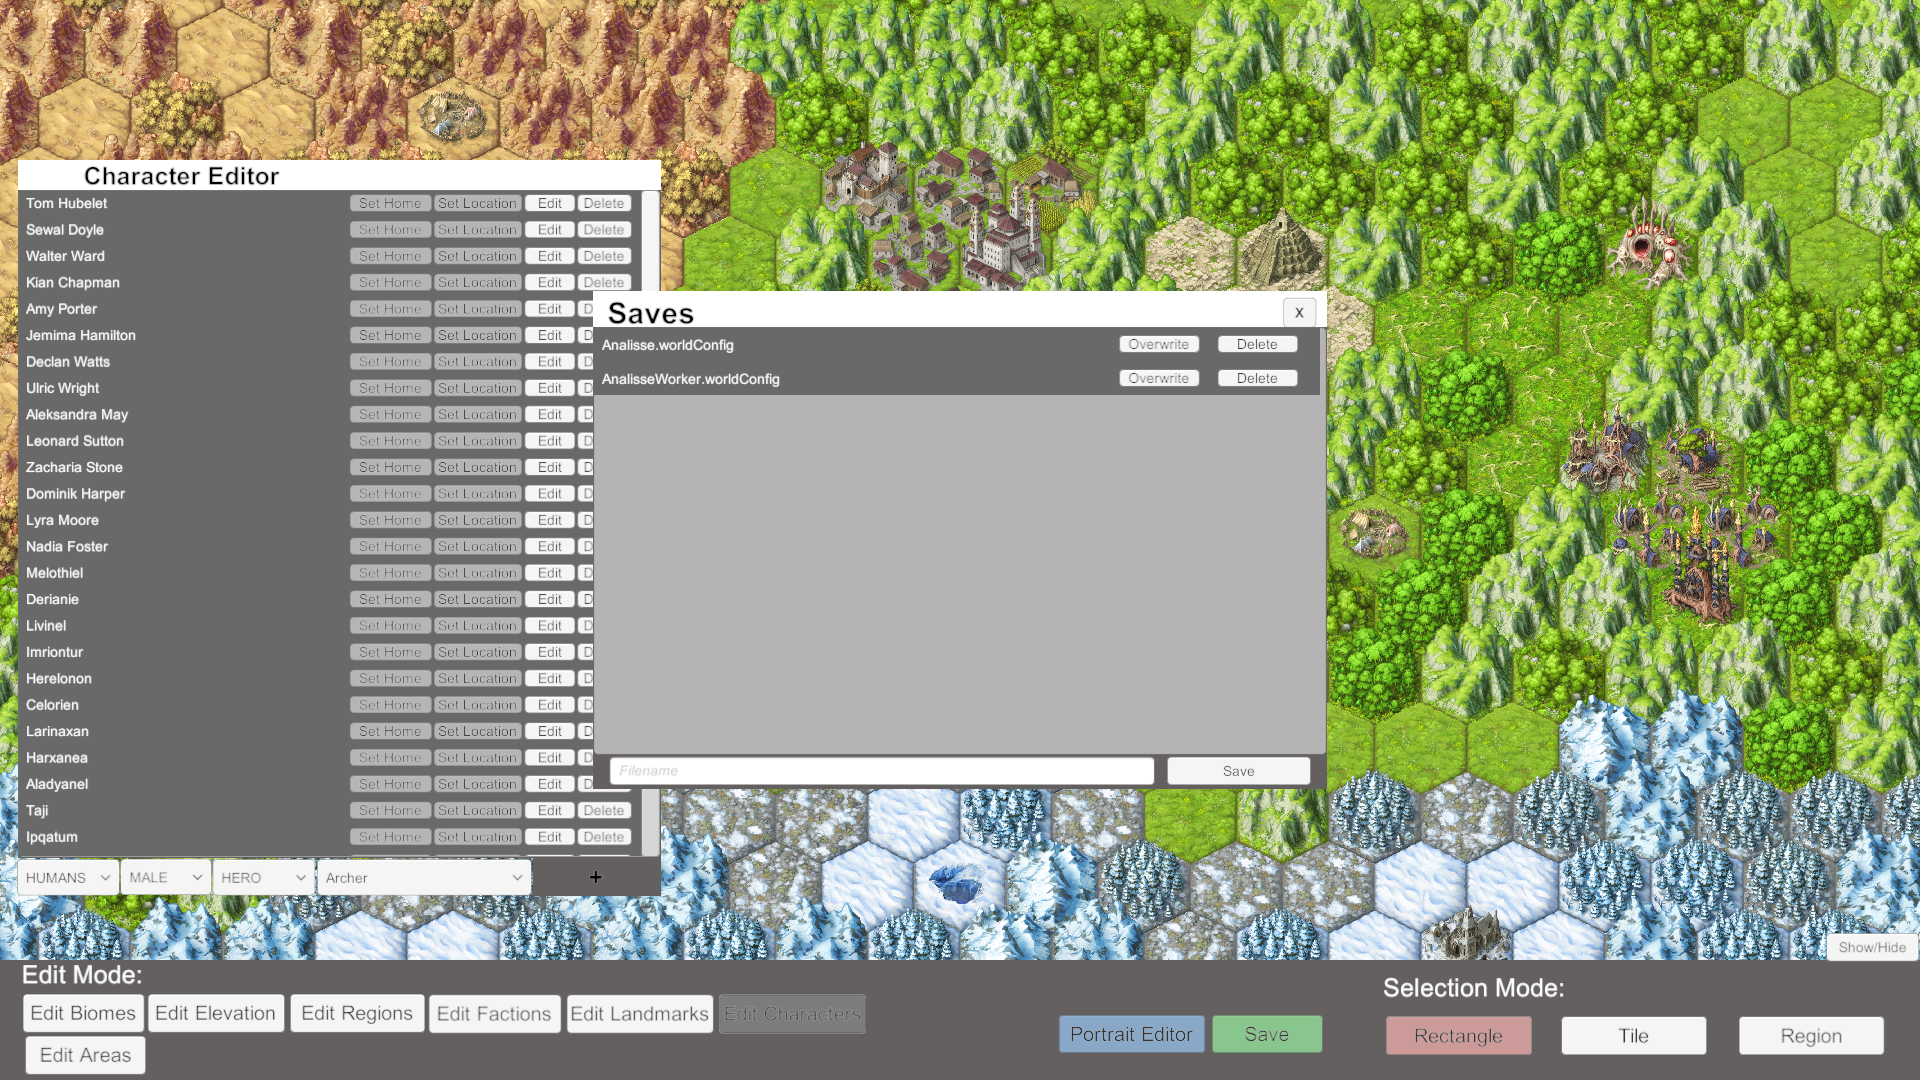 Character Editor
Tom Hubelet Set Home Set Location Edit Delete
Sewal Doyle Set Home Set Location Edit Delete
Walter Ward Set Home Set Location Edit Delete
Kian Chapman Set Home Set Location Edit Delete
Amy Porter Set Home Set Location Edit D
Jemima Hamilton Set Home Set Location Edit D
Declan Watts Set Home Set Location Edit D
Ulric Wright Set Home Set Location Edit D
Aleksandra May Set Home Set Location Edit D
Leonard Sutton Set Home Set Location Edit D
Zacharia Stone Set Home Set Location Edit D
Dominik Harper Set Home Set Location Edit D
Lyra Moore Set Home Set Location Edit D
Nadia Foster Set Home Set Location Edit D
Melothiel Set Home Set Location Edit D
Derianie Set Home Set Location Edit D
Livinel Set Home Set Location Edit D
Imriontur Set Home Set Location Edit D
Herelonon Set Home Set Location Edit D
Celorien Set Home Set Location Edit D
Larinaxan Set Home Set Location Edit D
Harxanea Set Home Set Location Edit D
Aladyanel Set Home Set Location Edit D
Taji Set Home Set Location Edit Delete
Ipqatum Set Home Set Location Edit Delete
HUMANS MALE HERO Archer +
Saves X
Analisse.worldConfig Overwrite Delete
AnalisseWorker.worldConfig Overwrite Delete
Filename Save
Show/Hide
Edit Mode:
Edit Biomes Edit Elevation Edit Regions Edit Factions Edit Landmarks Edit Characters
Edit Areas
Portrait Editor Save
Selection Mode:
Rectangle Tile Region